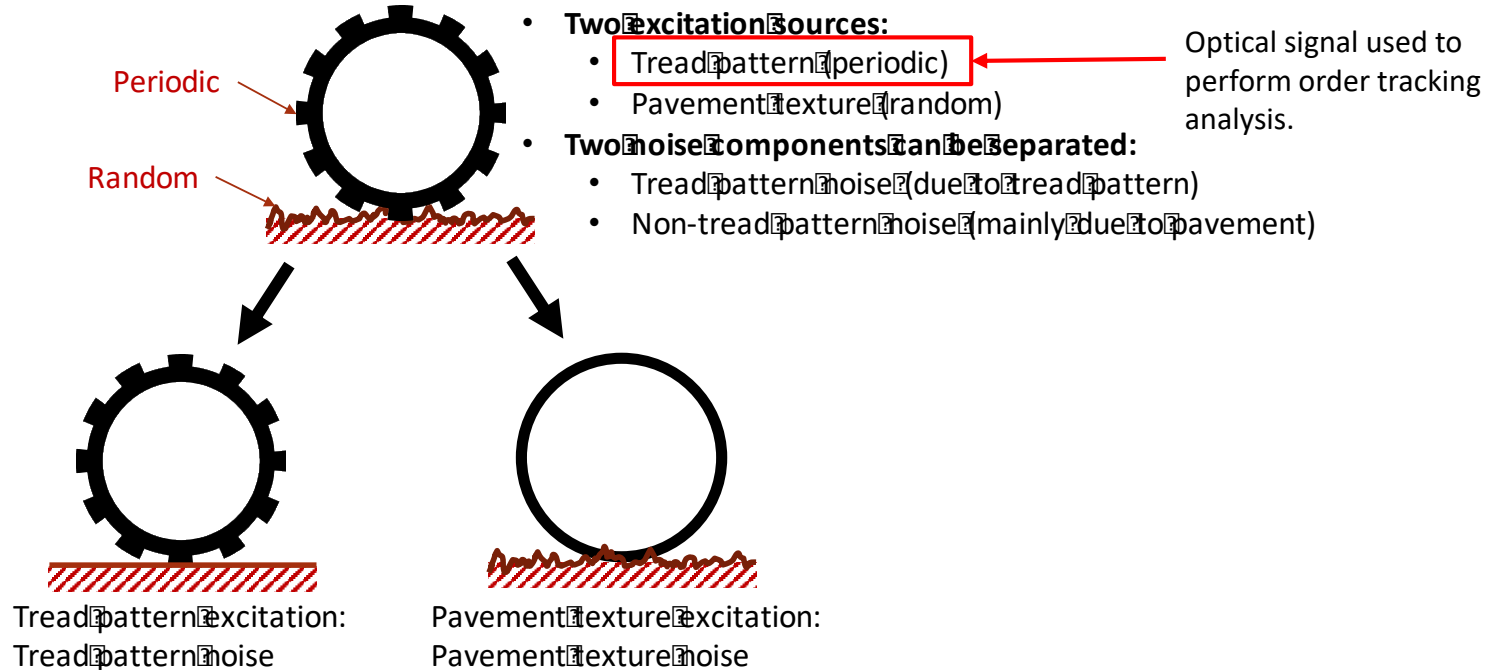 • Two excitation sources:
• Tread pattern (periodic)
• Pavement texture (random)
• Two noise components can be separated:
• Tread pattern noise (due to tread pattern)
• Non-tread pattern noise (mainly due to pavement)
Optical signal used to
perform order tracking
analysis.
Periodic
Random
Tread pattern excitation:
Tread pattern noise
Pavement texture excitation:
Pavement texture noise